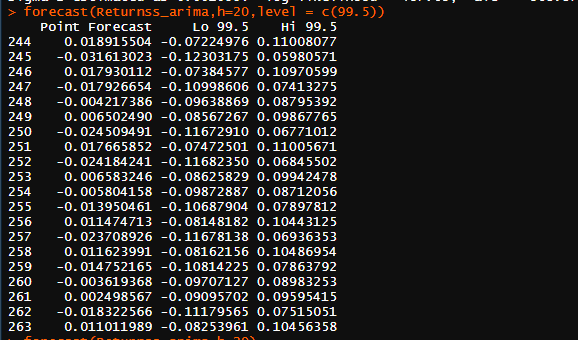 > forecast(Returnss_arima,h=20,level = c(99.5))
Point Forecast Lo 99.5 Hi 99.5
244 0.018915504 -0.07224976 0.11008077
245 -0.031613023 -0.12303175 0.05980571
246 0.017930112 -0.07384577 0.10970599
247 -0.017926654 -0.10998606 0.07413275
248 -0.004217386 -0.09638869 0.08795392
249 0.006502490 -0.08567267 0.09867765
250 -0.024509491 -0.11672910 0.06771012
251 0.017665852 -0.07472501 0.11005671
252 -0.024184241 -0.11682350 0.06845502
253 0.006583246 -0.08625829 0.09942478
254 -0.005804158 -0.09872887 0.08712056
255 -0.013950461 -0.10687904 0.07897812
256 0.011474713 -0.08148182 0.10443125
257 -0.023708926 -0.11678138 0.06936353
258 0.011623991 -0.08162156 0.10486954
259 -0.014752165 -0.10814225 0.07863792
260 -0.003619368 -0.09707127 0.08983253
261 0.002498567 -0.09095702 0.09595415
262 -0.018322566 -0.11179565 0.07515051
263 0.011011989 -0.08253961 0.10456358